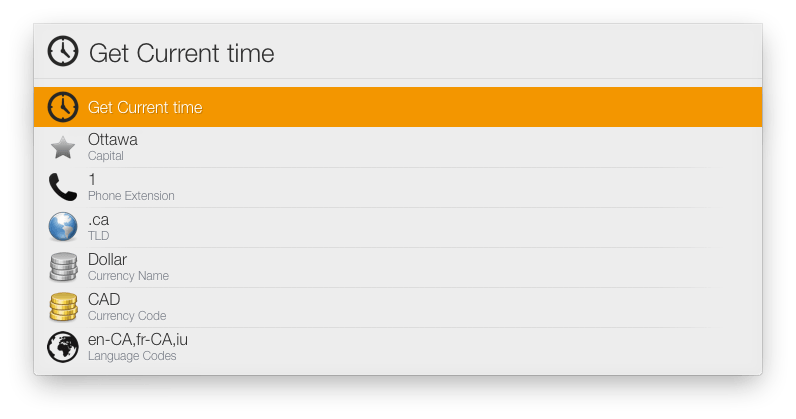 Get Current time
Get Current time
Ottawa
Capital
1
Phone Extension
.ca
TLD
Dollar
Currency Name
CAD
Currency Code
en-CA,fr-CA,iu
Language Codes